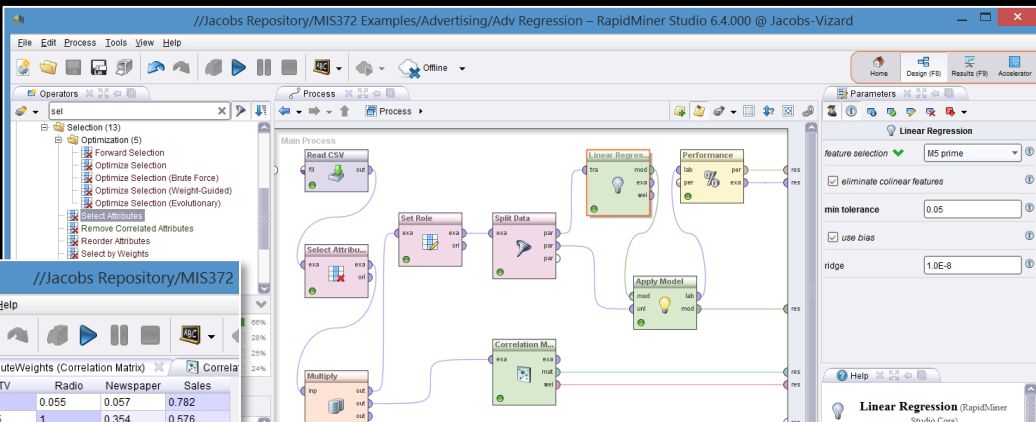 //Jacobs Repository/MIS372 Examples/Advertising/Adv Regression – RapidMiner Studio 6.4.000 @ Jacobs-Vizard
File Edit Process Tools View Help
Offline
Home Design (F8) Results (F9) Accelerator
Operators
Process
Parameters
sel
Process
Selection (13)
Optimization (5)
Forward Selection
Optimize Selection
Optimize Selection (Brute Force)
Optimize Selection (Weight-Guided)
Optimize Selection (Evolutionary)
Select Attributes
Remove Correlated Attributes
Reorder Attributes
Select by Weights
Main Process
Read CSV
fil out
Linear Regres...
tra mod
exa
wei
Performance
lab per
per % exa
res
res
Set Role
exa exa
ori
Split Data
exa par
par
par
Select Attribu...
exa exa
ori
Apply Model
mod lab
unl mod
res
Correlation M...
exa exa
mat
wei
res
res
Multiply
inp out
out
out
res
Linear Regression
feature selection M5 prime
eliminate colinear features
min tolerance 0.05
use bias
ridge 1.0E-8
Help
Linear Regression (RapidMiner
Studio Core)
//Jacobs Repository/MIS372
Help
ABC
66%
28%
25%
24%
uteWeights (Correlation Matrix) Correla
TV Radio Newspaper Sales
0.055 0.057 0.782
1 0.354 0.576